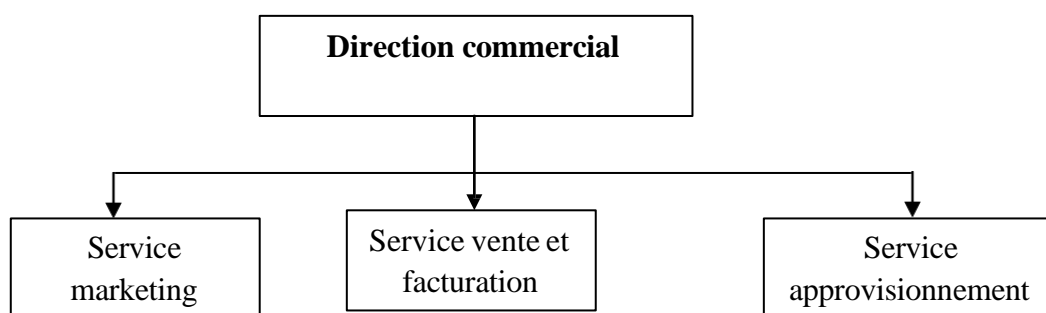 Direction commercial
Service
marketing
Service vente et
facturation
Service
approvisionnement